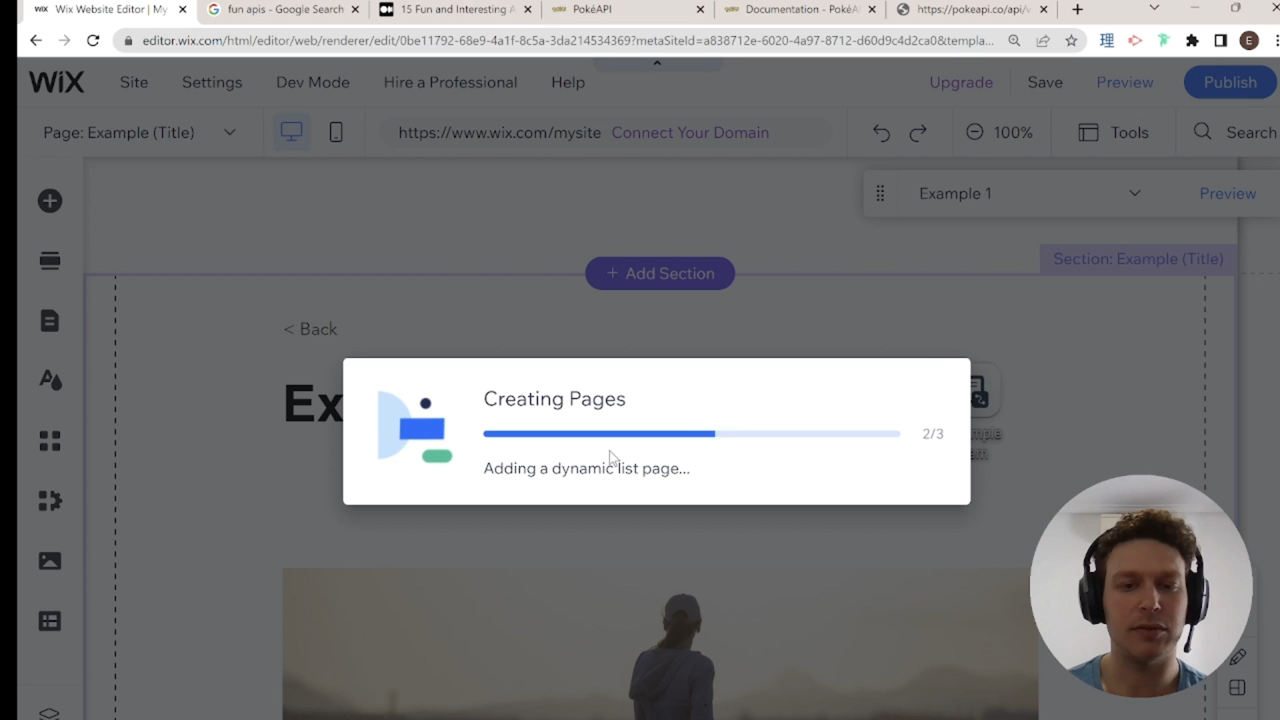 WiX Wix Website Editor | My
G fun apis - Google Search
15 Fun and Interesting A
PokéAPI
Documentation - PokéA
https://pokeapi.co/api/v
editor.wix.com/html/editor/web/renderer/edit/0be11792-68e9-4a1f-8c5a-3da214534369?metaSiteId=a838712e-6020-4a97-8712-d60d9c4d2ca0&templa...
理
E
WiX Site Settings Dev Mode Hire a Professional Help Upgrade Save Preview Publish
Page: Example (Title) https://www.wix.com/mysite Connect Your Domain 100% Tools Search
Example 1 Preview
Section: Example (Title)
+ Add Section
< Back
Ex
Creating Pages
2/3
Adding a dynamic list page...